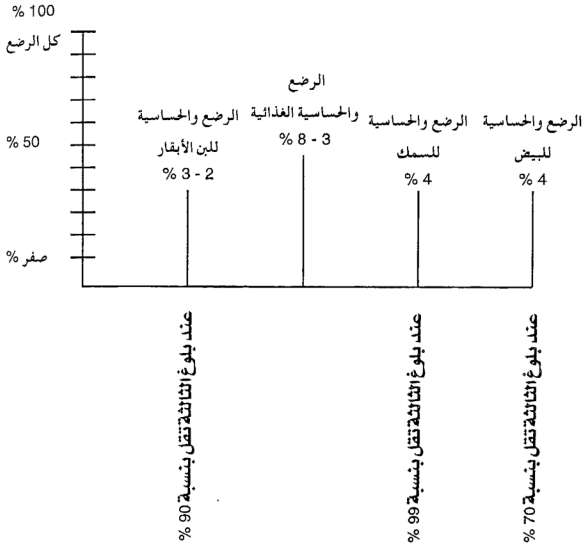 % 100
كل الرضع
% 50
صفر %
الرضع والحساسية
للبن الأبقار
% 3 - 2
الرضع
والحساسية الغذائية
% 8 - 3
الرضع والحساسية
للسمك
% 4
الرضع والحساسية
للبيض
% 4
عند بلوغ الثالثة تقل بنسبة 90 %
عند بلوغ الثالثة تقل بنسبة 99 %
عند بلوغ الثالثة تقل بنسبة 70 %